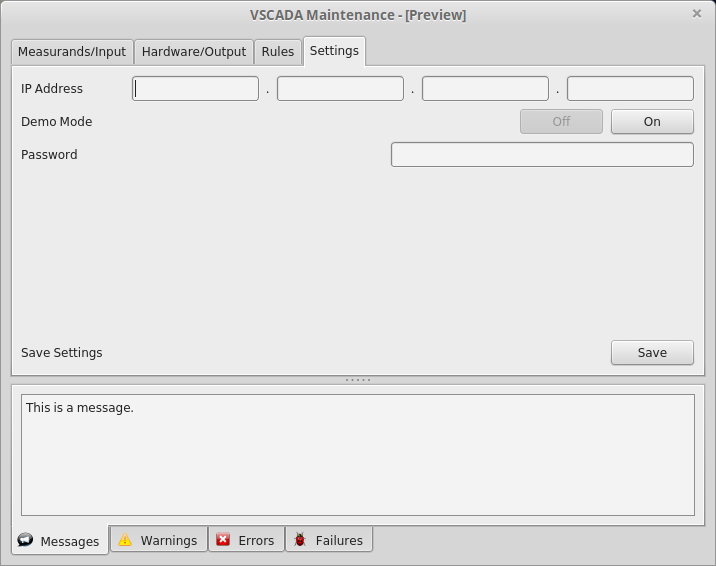 VSCADA Maintenance - [Preview]
Measurands/Input Hardware/Output Rules Settings
IP Address . . .
Demo Mode Off On
Password
Save Settings Save
This is a message.
Messages Warnings Errors Failures